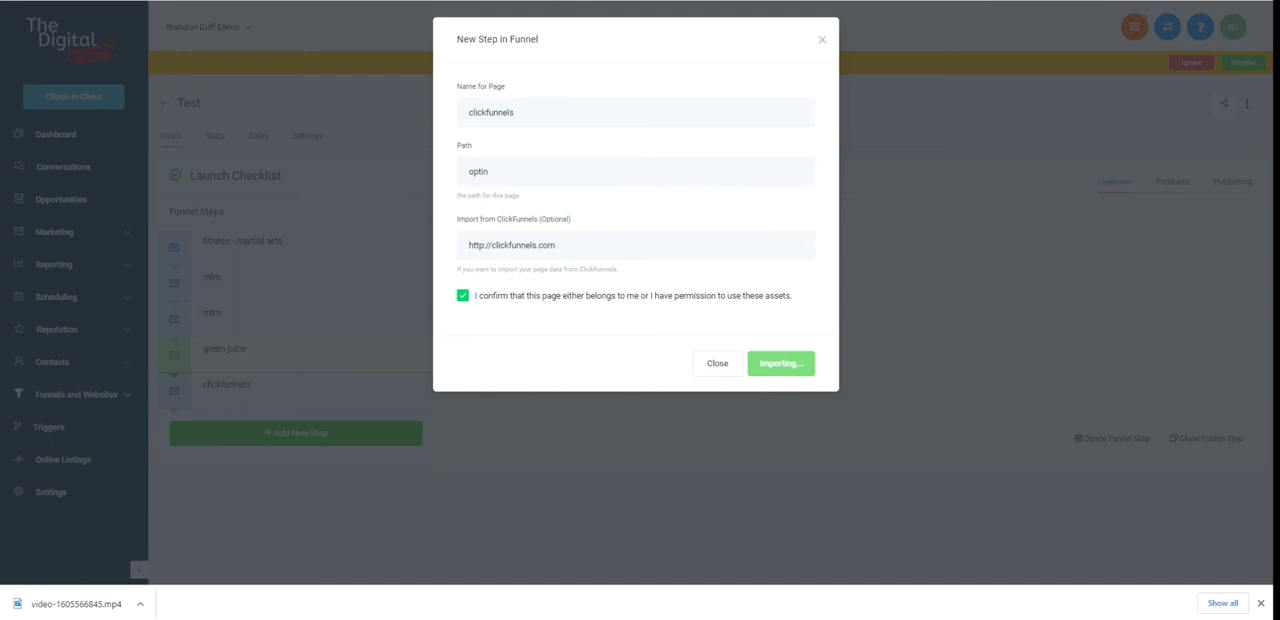 The
Digital
Check in Client
Dashboard
Conversations
Opportunities
Marketing
Reporting
Scheduling
Reputation
Contacts
Funnels and Websites
Triggers
Online Listings
Settings
Brandon Duff Demo
Ignore
Resolve
BD
← Test
Steps Stats Sales Settings
Launch Checklist
Overview Products Publishing
Funnel Steps
fitness - martial arts
mlm
mlm
green juice
clickfunnels
+ Add New Step
Delete Funnel Step Clone Funnel Step
New Step in Funnel
Name for Page
clickfunnels
Path
optin
the path for this page
Import from ClickFunnels (Optional)
http://clickfunnels.com
If you want to import your page data from ClickFunnels.
I confirm that this page either belongs to me or I have permission to use these assets.
Close Importing...
video-1605566845.mp4
Show all